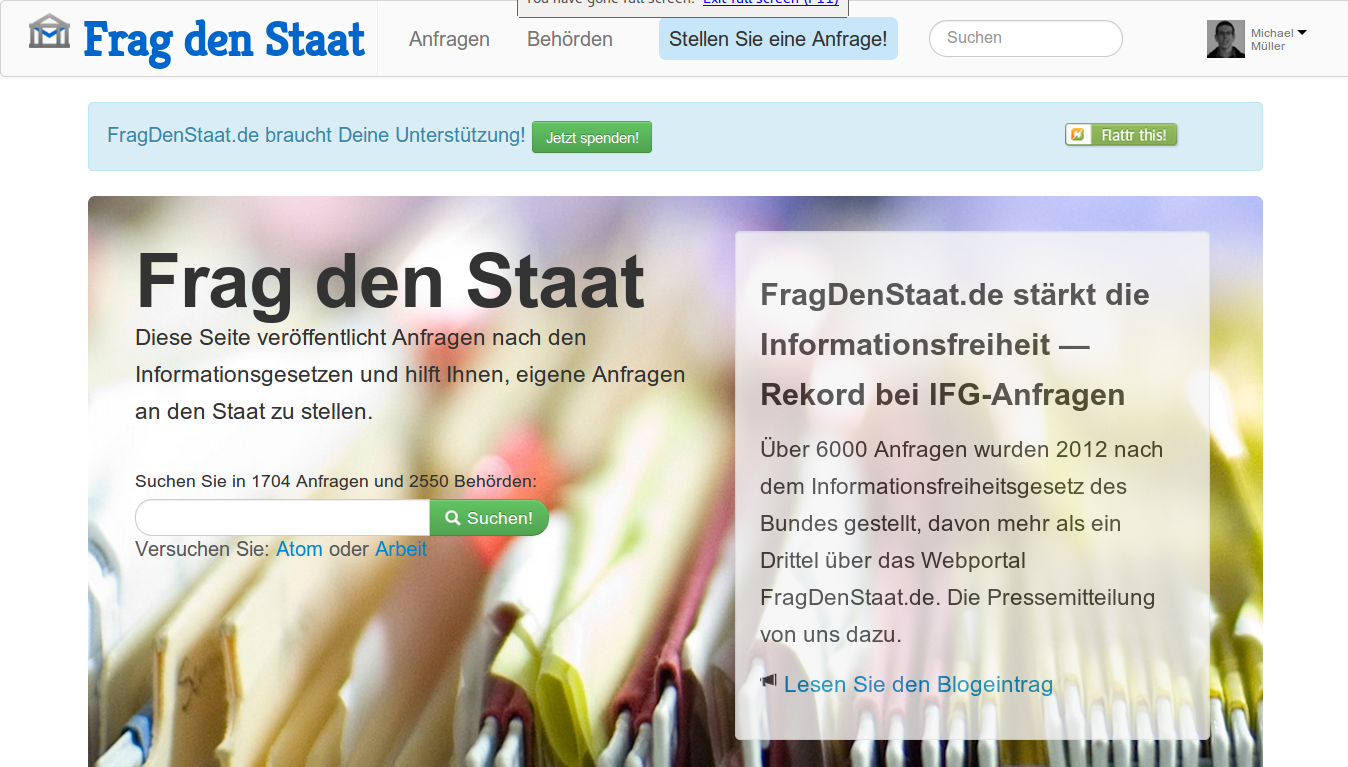 You have gone full screen. Exit full screen (F11)
Frag den Staat
Anfragen
Behörden
Stellen Sie eine Anfrage!
Suchen
Michael
Müller
FragDenStaat.de braucht Deine Unterstützung!
Jetzt spenden!
Flattr this!
Frag den Staat
Diese Seite veröffentlicht Anfragen nach den
Informationsgesetzen und hilft Ihnen, eigene Anfragen
an den Staat zu stellen.
Suchen Sie in 1704 Anfragen und 2550 Behörden:
Suchen!
Versuchen Sie: Atom oder Arbeit
FragDenStaat.de stärkt die
Informationsfreiheit —
Rekord bei IFG-Anfragen
Über 6000 Anfragen wurden 2012 nach
dem Informationsfreiheitsgesetz des
Bundes gestellt, davon mehr als ein
Drittel über das Webportal
FragDenStaat.de. Die Pressemitteilung
von uns dazu.
Lesen Sie den Blogeintrag